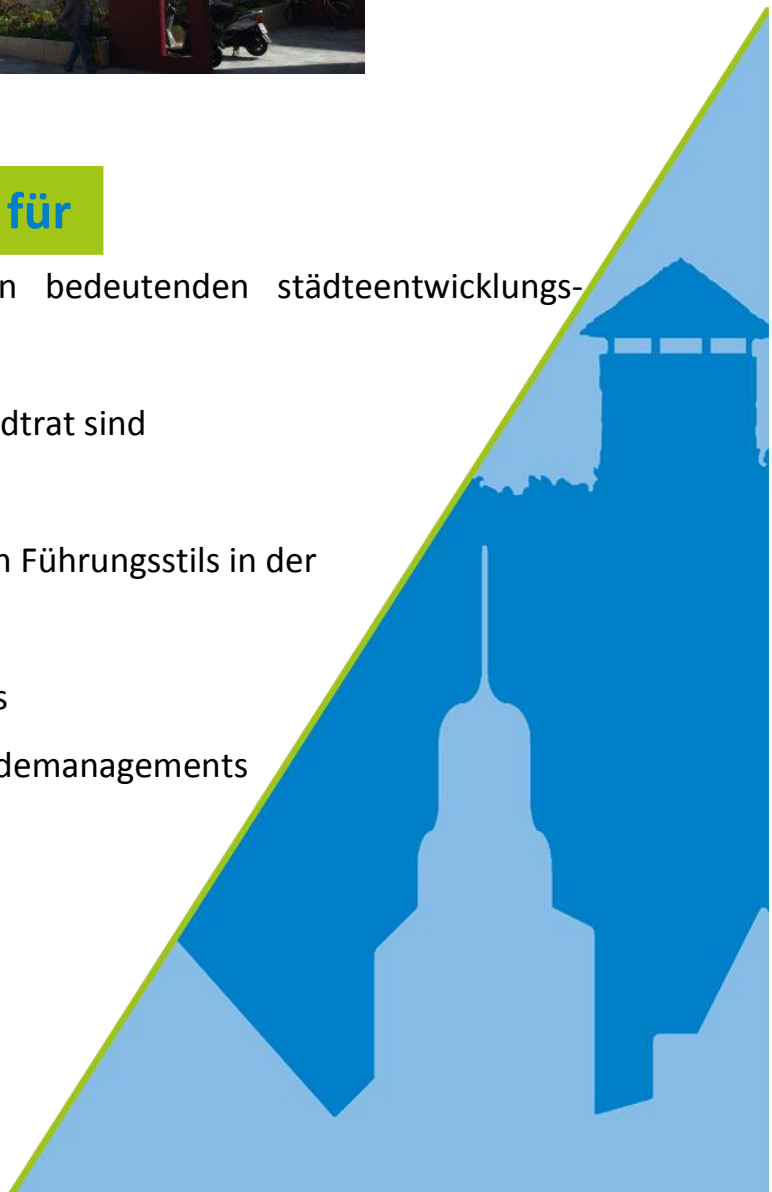 für
n bedeutenden städteentwicklungs-
dtrat sind
n Führungsstils in der
s
demanagements